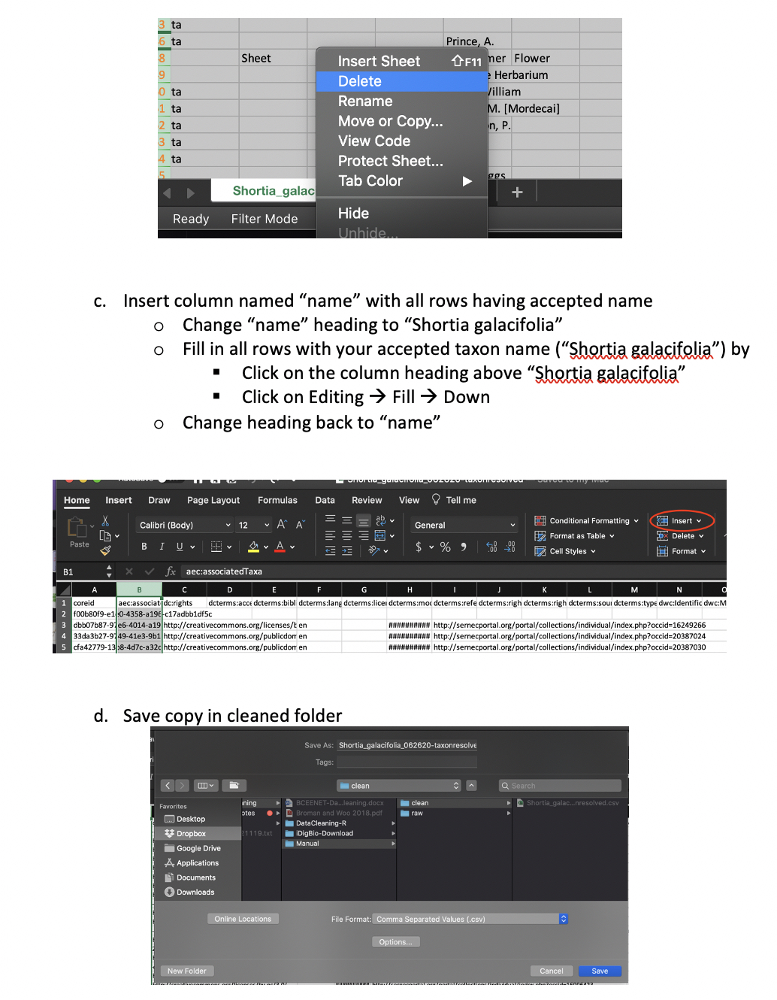 3 ta
6 ta
Prince, A.
8 Sheet mer Flower
9 e Herbarium
0 ta William
1 ta M. [Mordecai]
2 ta n, P.
3 ta
4 ta
5 ggs
Insert Sheet ⇧F11
Delete
Rename
Move or Copy...
View Code
Protect Sheet...
Tab Color
Hide
Unhide...
Shortia_galac +
Ready Filter Mode
c. Insert column named “name” with all rows having accepted name
o Change “name” heading to “Shortia galacifolia”
o Fill in all rows with your accepted taxon name (“Shortia galacifolia”) by
▪ Click on the column heading above “Shortia galacifolia”
▪ Click on Editing → Fill → Down
o Change heading back to “name”
Shortia_galacifolia_062620-taxonresolved — Saved to my Mac
Home Insert Draw Page Layout Formulas Data Review View Tell me
Calibri (Body) 12 A A ab General Conditional Formatting Insert
Paste Format as Table Delete
B I U A $ % Cell Styles Format
B1 fx aec:associatedTaxa
A B C D E F G H I J K L M N O
1 coreid aec:associat dc:rights dcterms:acce dcterms:bibl dcterms:lang dcterms:licen dcterms:moc dcterms:refe dcterms:righ dcterms:righ dcterms:sour dcterms:type dwc:Identific dwc:M
2 f00b80f9-e1 0-4358-a196 -c17adbb1df5c
3 dbb07b87-97 e6-4014-a19 http://creativecommons.org/licenses/b en ########## http://sernecportal.org/portal/collections/individual/index.php?occid=16249266
4 33da3b27-97 49-41e3-9b1 http://creativecommons.org/publicdom en ########## http://sernecportal.org/portal/collections/individual/index.php?occid=20387024
5 cfa42779-13 8-4d7c-a32c http://creativecommons.org/publicdom en ########## http://sernecportal.org/portal/collections/individual/index.php?occid=20387030
d. Save copy in cleaned folder
Save As: Shortia_galacifolia_062620-taxonresolve
Tags:
clean Search
Favorites
Desktop
Dropbox
Google Drive
Applications
Documents
Downloads
ning
otes
21119.txt
BCEENET-Da...leaning.docx
Broman and Woo 2018.pdf
DataCleaning-R
iDigBio-Download
Manual
clean
raw
Shortia_galac...nresolved.csv
Online Locations File Format: Comma Separated Values (.csv)
Options...
New Folder Cancel Save